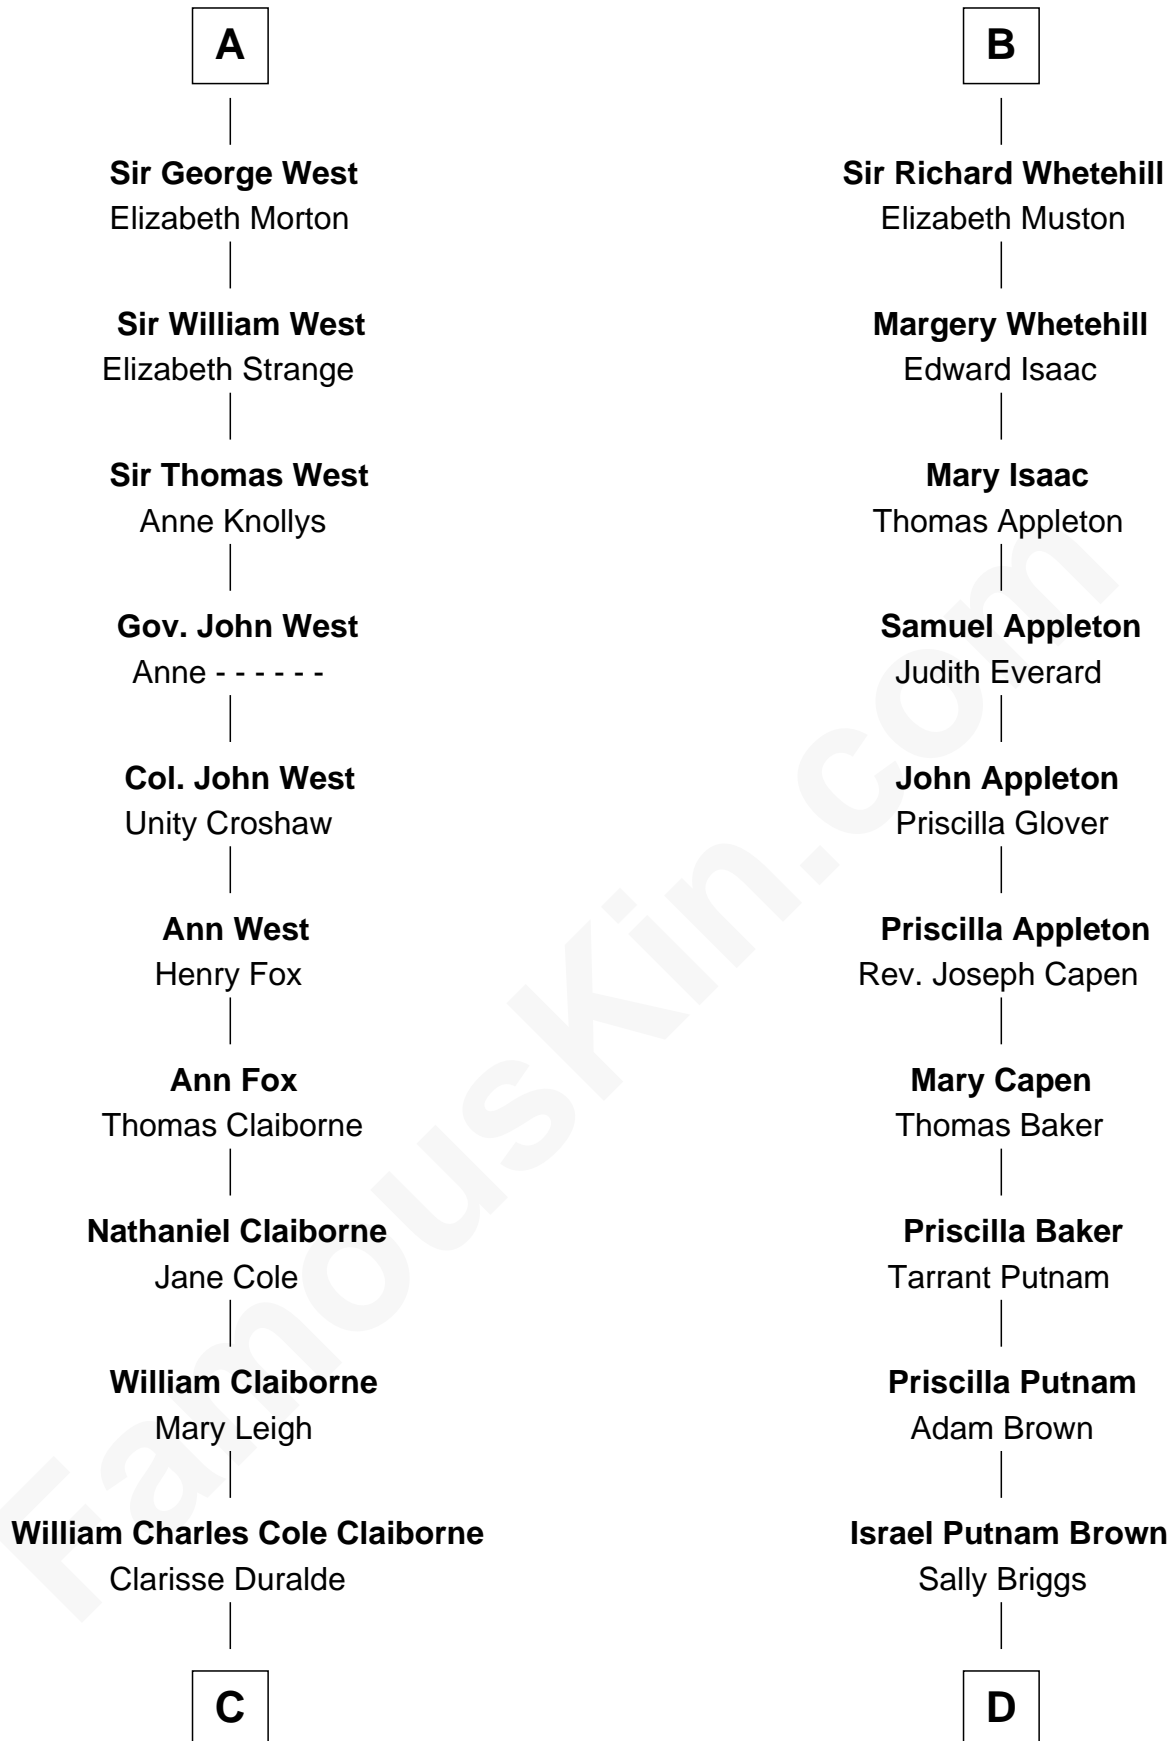 A
Sir George West
Elizabeth Morton
Sir William West
Elizabeth Strange
Sir Thomas West
Anne Knollys
Gov. John West
Anne - - - - - -
Col. John West
Unity Croshaw
Ann West
Henry Fox
Ann Fox
Thomas Claiborne
Nathaniel Claiborne
Jane Cole
William Claiborne
Mary Leigh
William Charles Cole Claiborne
Clarisse Duralde
C
B
Sir Richard Whetehill
Elizabeth Muston
Margery Whetehill
Edward Isaac
Mary Isaac
Thomas Appleton
Samuel Appleton
Judith Everard
John Appleton
Priscilla Glover
Priscilla Appleton
Rev. Joseph Capen
Mary Capen
Thomas Baker
Priscilla Baker
Tarrant Putnam
Priscilla Putnam
Adam Brown
Israel Putnam Brown
Sally Briggs
D
FamousKin.com